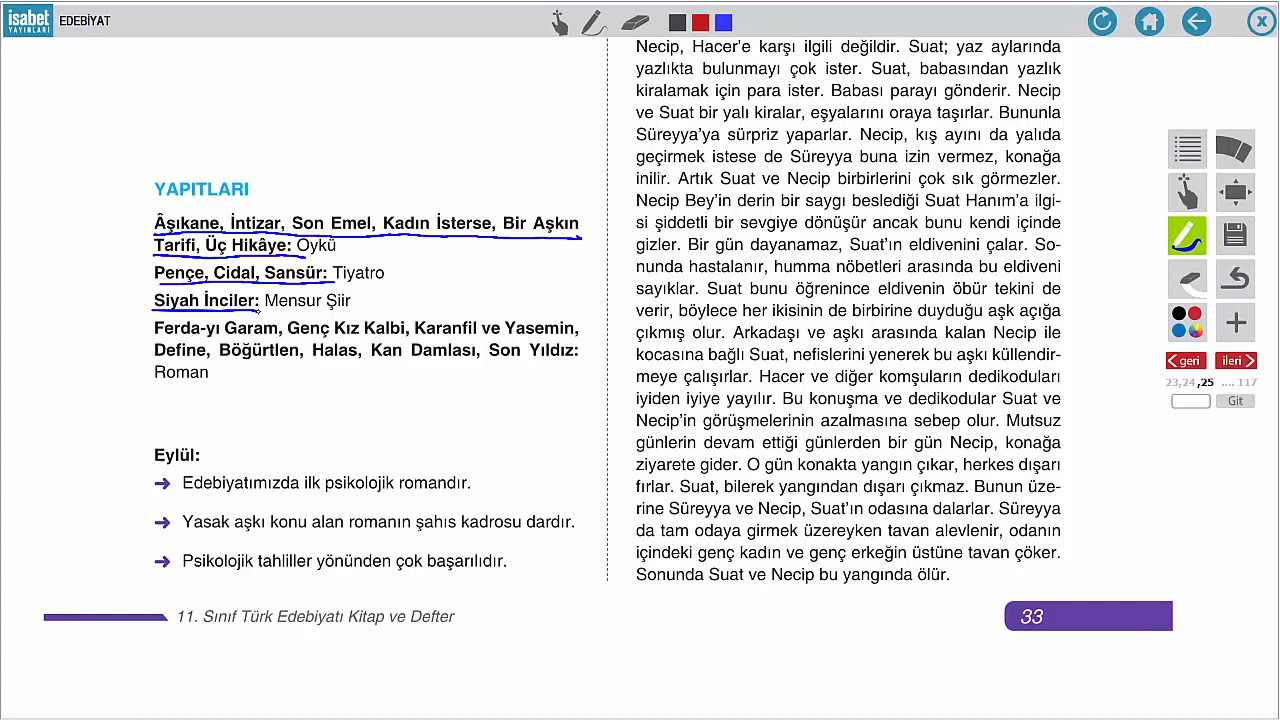 isabet
YAYINLARI
EDEBİYAT
YAPITLARI
Âşıkane, İntizar, Son Emel, Kadın İsterse, Bir Aşkın
Tarifi, Üç Hikâye: Öykü
Pençe, Cidal, Sansür: Tiyatro
Siyah İnciler: Mensur Şiir
Ferda-yı Garam, Genç Kız Kalbi, Karanfil ve Yasemin,
Define, Böğürtlen, Halas, Kan Damlası, Son Yıldız:
Roman
Eylül:
Edebiyatımızda ilk psikolojik romandır.
Yasak aşkı konu alan romanın şahıs kadrosu dardır.
Psikolojik tahliller yönünden çok başarılıdır.
Necip, Hacer'e karşı ilgili değildir. Suat; yaz aylarında
yazlıkta bulunmayı çok ister. Suat, babasından yazlık
kiralamak için para ister. Babası parayı gönderir. Necip
ve Suat bir yalı kiralar, eşyalarını oraya taşırlar. Bununla
Süreyya'ya sürpriz yaparlar. Necip, kış ayını da yalıda
geçirmek istese de Süreyya buna izin vermez, konağa
inilir. Artık Suat ve Necip birbirlerini çok sık görmezler.
Necip Bey'in derin bir saygı beslediği Suat Hanım'a ilgi-
si şiddetli bir sevgiye dönüşür ancak bunu kendi içinde
gizler. Bir gün dayanamaz, Suat'ın eldivenini çalar. So-
nunda hastalanır, humma nöbetleri arasında bu eldiveni
sayıklar. Suat bunu öğrenince eldivenin öbür tekini de
verir, böylece her ikisinin de birbirine duyduğu aşk açığa
çıkmış olur. Arkadaşı ve aşkı arasında kalan Necip ile
kocasına bağlı Suat, nefislerini yenerek bu aşkı küllendir-
meye çalışırlar. Hacer ve diğer komşuların dedikoduları
iyiden iyiye yayılır. Bu konuşma ve dedikodular Suat ve
Necip'in görüşmelerinin azalmasına sebep olur. Mutsuz
günlerin devam ettiği günlerden bir gün Necip, konağa
ziyarete gider. O gün konakta yangın çıkar, herkes dışarı
fırlar. Suat, bilerek yangından dışarı çıkmaz. Bunun üze-
rine Süreyya ve Necip, Suat'ın odasına dalarlar. Süreyya
da tam odaya girmek üzereyken tavan alevlenir, odanın
içindeki genç kadın ve genç erkeğin üstüne tavan çöker.
Sonunda Suat ve Necip bu yangında ölür.
geri ileri
23,24,25 .... 117
Git
11. Sınıf Türk Edebiyatı Kitap ve Defter
33